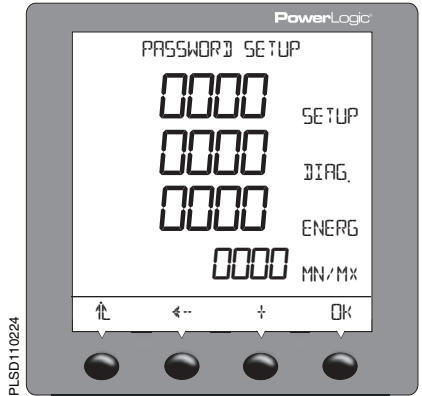 PowerLogic®
PASSWORD SETUP
0000 SETUP
0000 DIAG.
0000 ENERG
0000 MN/MX
<-- + OK
PLSD110224